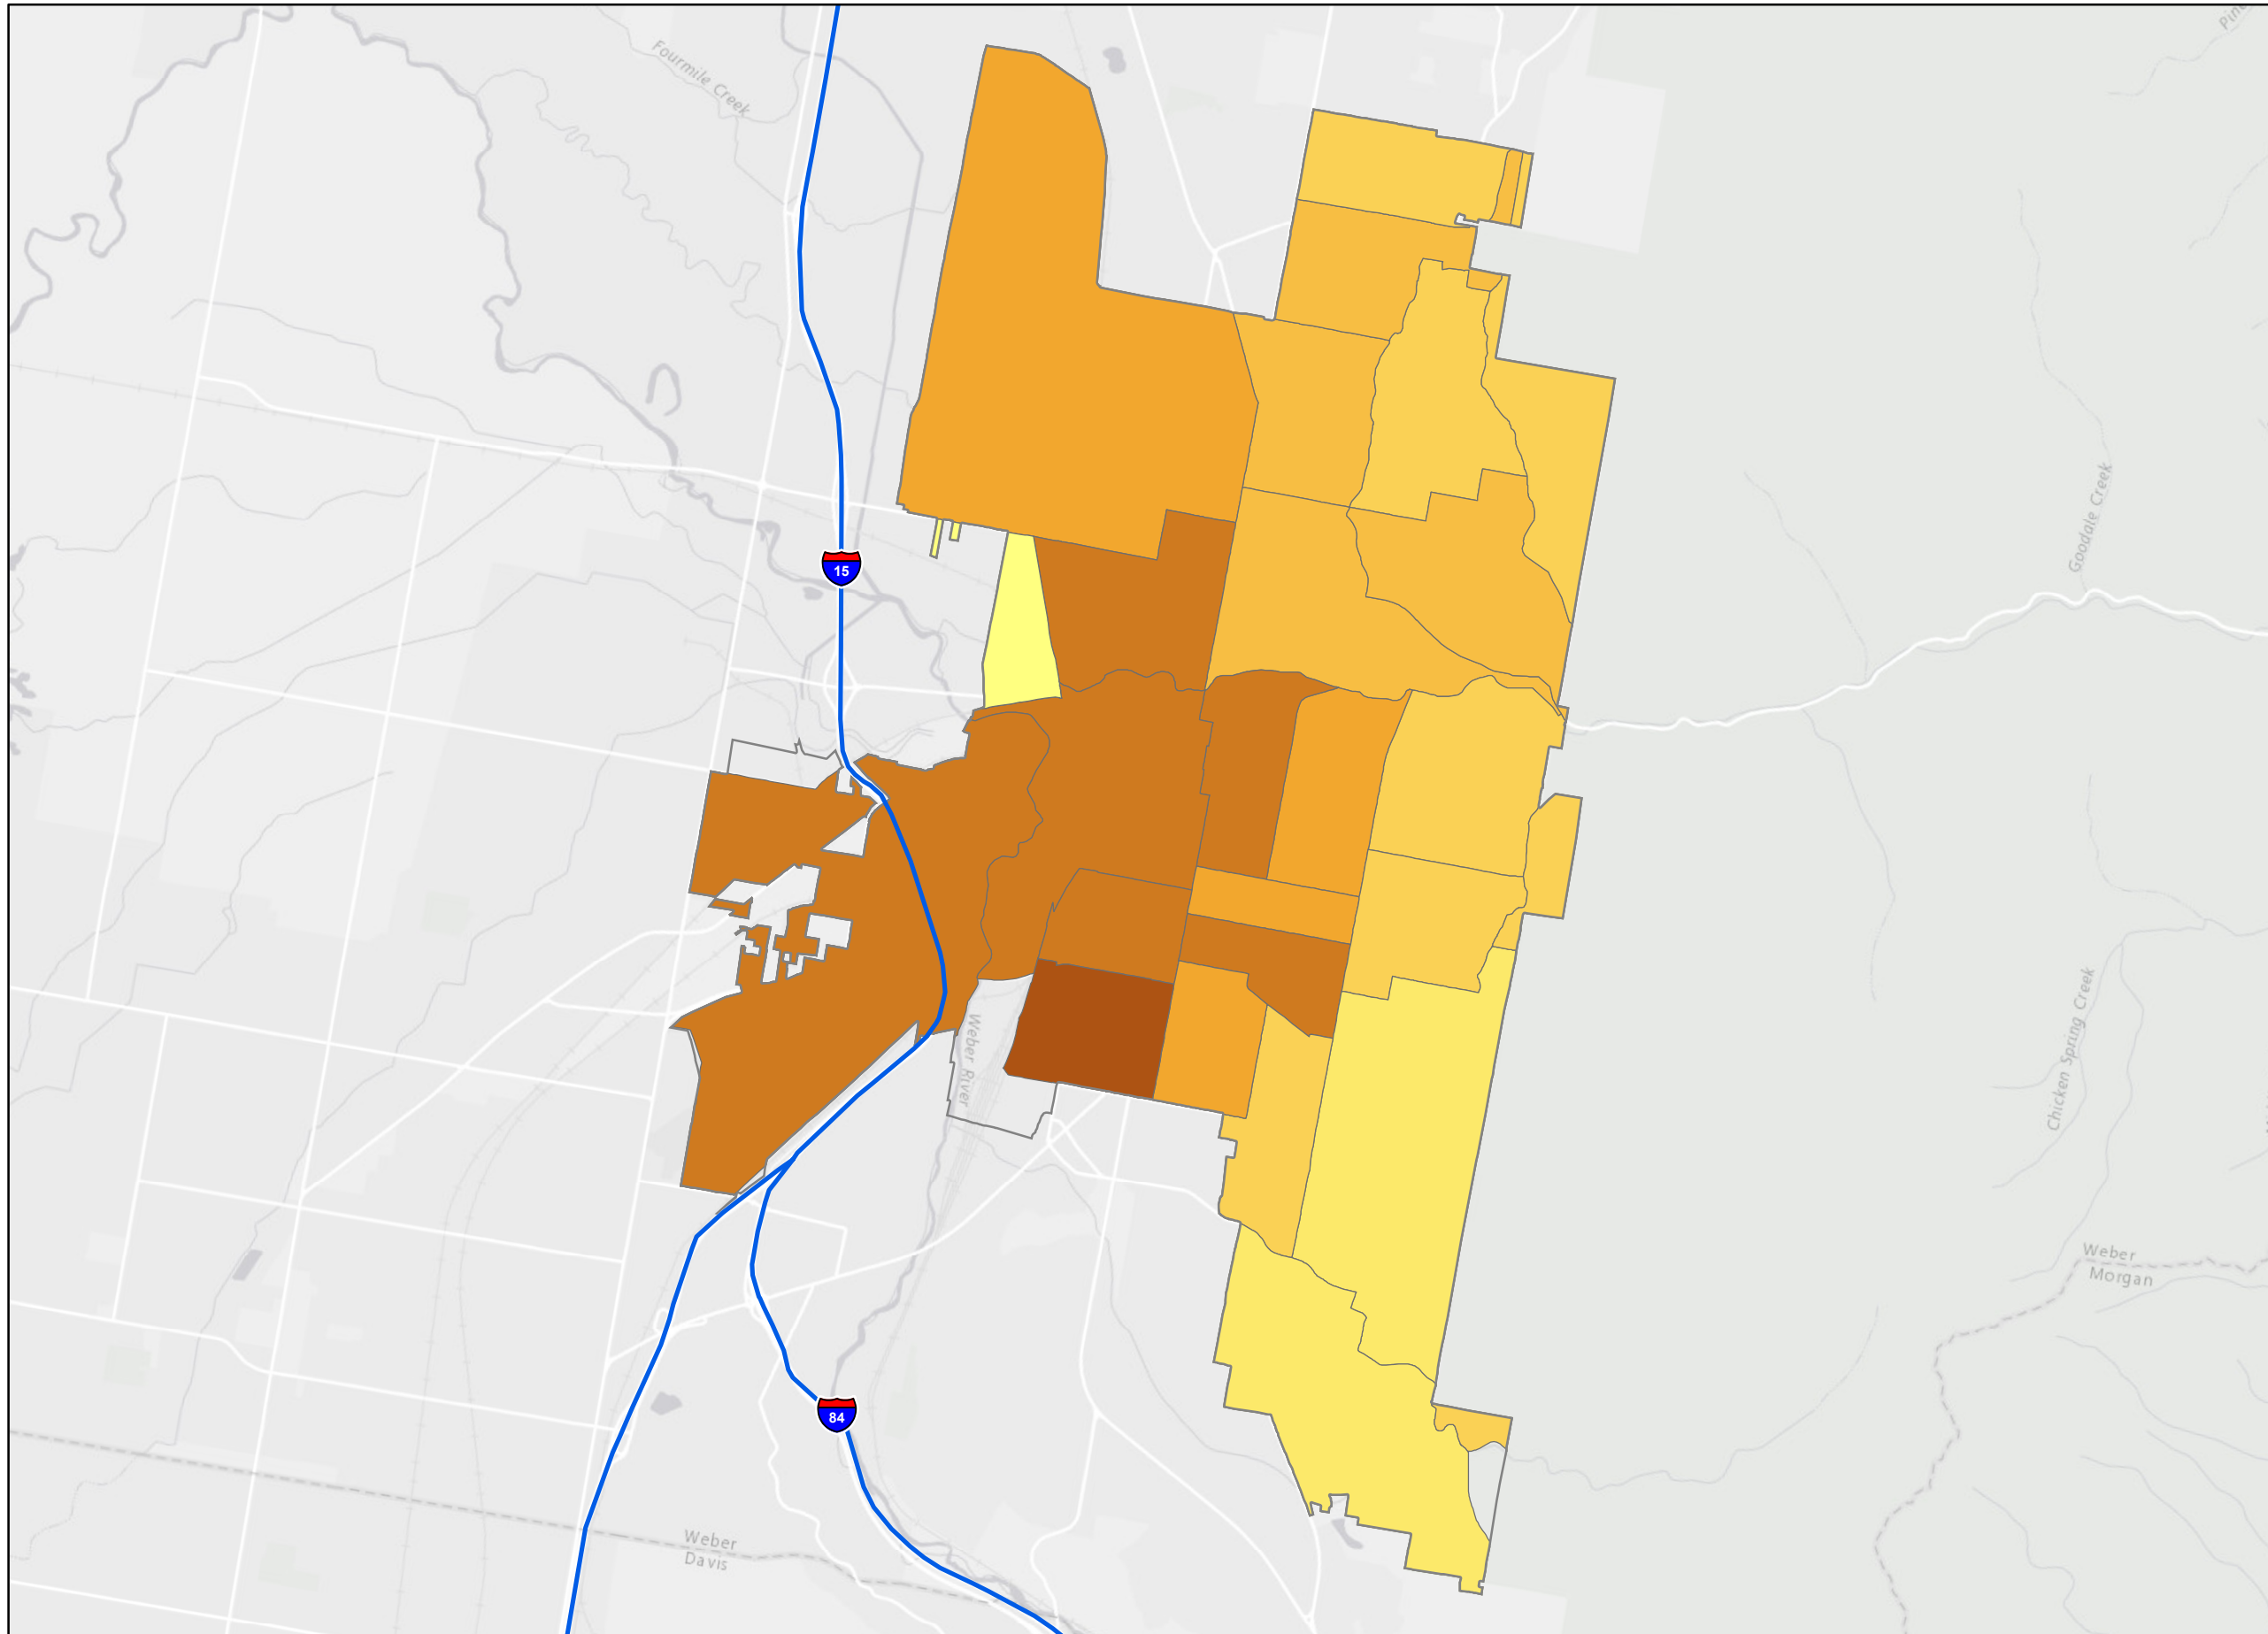 Fourmile Creek
15
Goodale Creek
Weber River
Chicken Spring Creek
Weber
Morgan
84
Weber
Davis